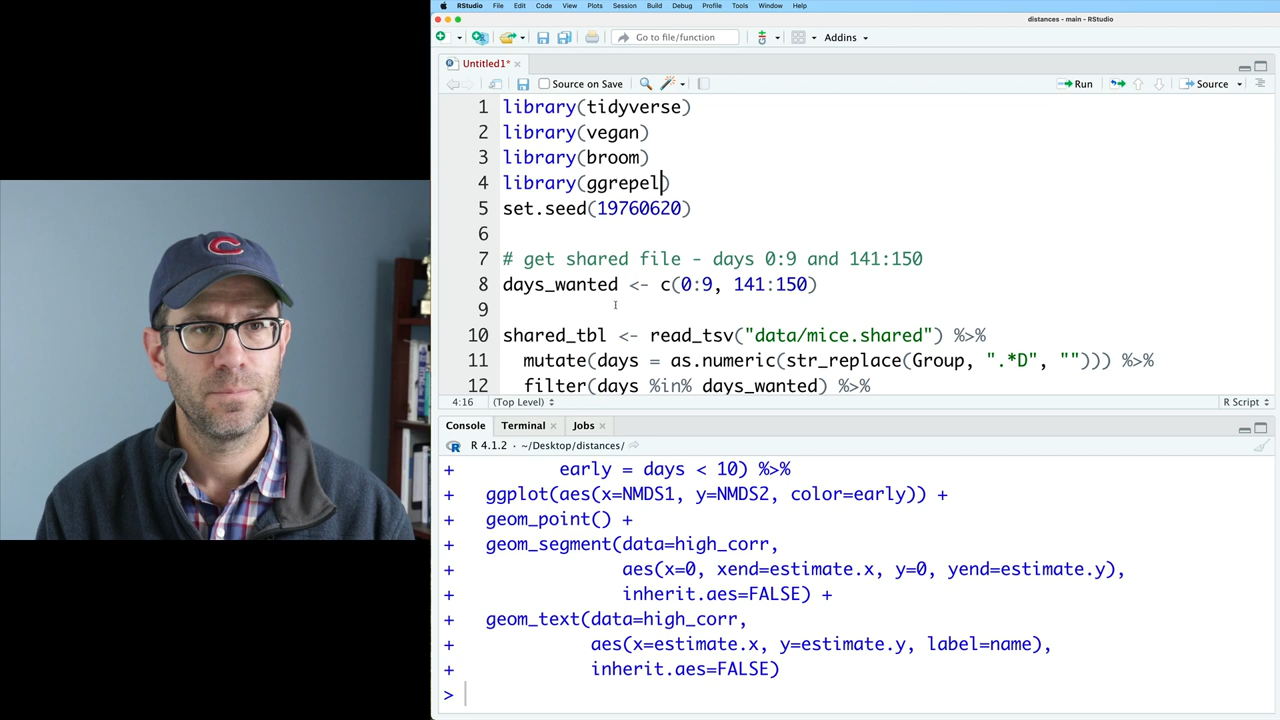 RStudio File Edit Code View Plots Session Build Debug Profile Tools Window Help
distances - main - RStudio
Go to file/function
Addins
Untitled1*
Source on Save
Run
Source
1 library(tidyverse)
2 library(vegan)
3 library(broom)
4 library(ggrepel)
5 set.seed(19760620)
6
7 # get shared file - days 0:9 and 141:150
8 days_wanted <- c(0:9, 141:150)
9
10 shared_tbl <- read_tsv("data/mice.shared") %>%
11 mutate(days = as.numeric(str_replace(Group, ".*D", ""))) %>%
12 filter(days %in% days_wanted) %>%
4:16 (Top Level) R Script
Console Terminal Jobs
R 4.1.2 · ~/Desktop/distances/
+ early = days < 10) %>%
+ ggplot(aes(x=NMDS1, y=NMDS2, color=early)) +
+ geom_point() +
+ geom_segment(data=high_corr,
+ aes(x=0, xend=estimate.x, y=0, yend=estimate.y),
+ inherit.aes=FALSE) +
+ geom_text(data=high_corr,
+ aes(x=estimate.x, y=estimate.y, label=name),
+ inherit.aes=FALSE)
>
C